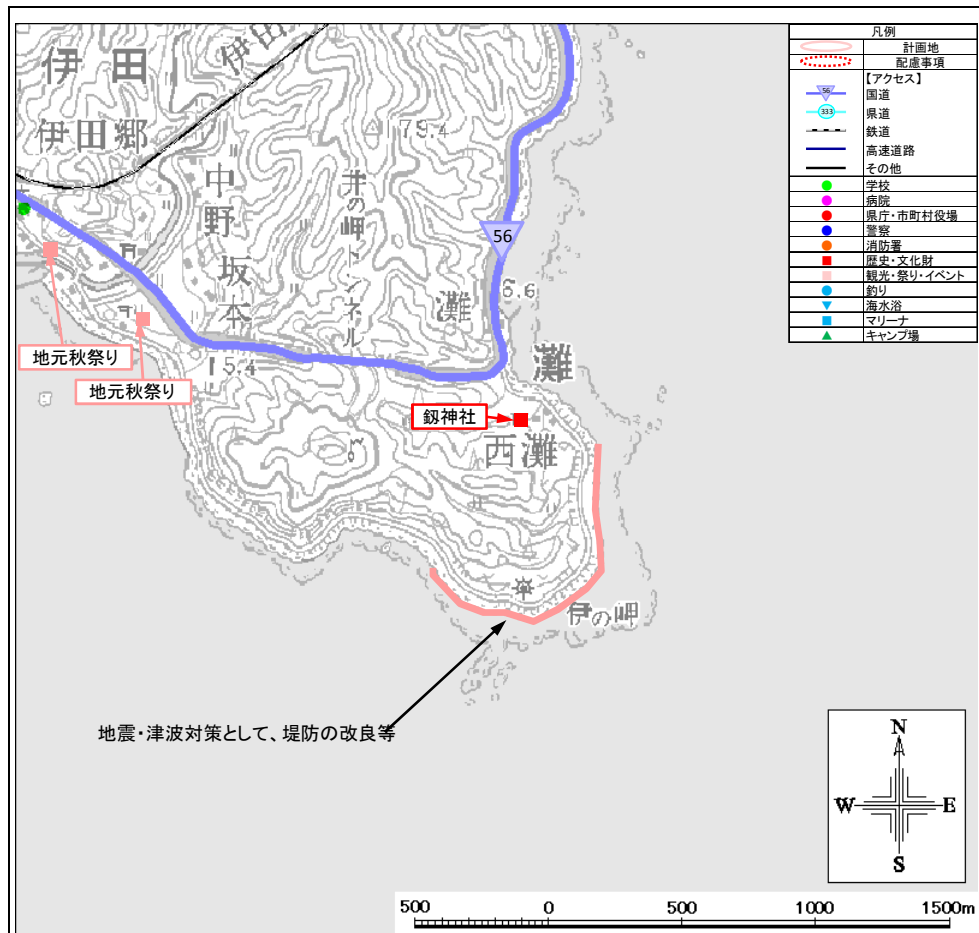 伊田
伊田
伊田郷
中野
坂本
井の岬トンネル
179.4
56
6.6
灘
灘
15.4
西灘
伊の岬
地元秋祭り
地元秋祭り
釼神社
地震・津波対策として、堤防の改良等
凡例
計画地
配慮事項
【アクセス】
56
国道
333
県道
鉄道
高速道路
その他
学校
病院
県庁・市町村役場
警察
消防署
歴史・文化財
観光・祭り・イベント
釣り
海水浴
マリーナ
キャンプ場
N
W E
S
500 0 500 1000 1500m